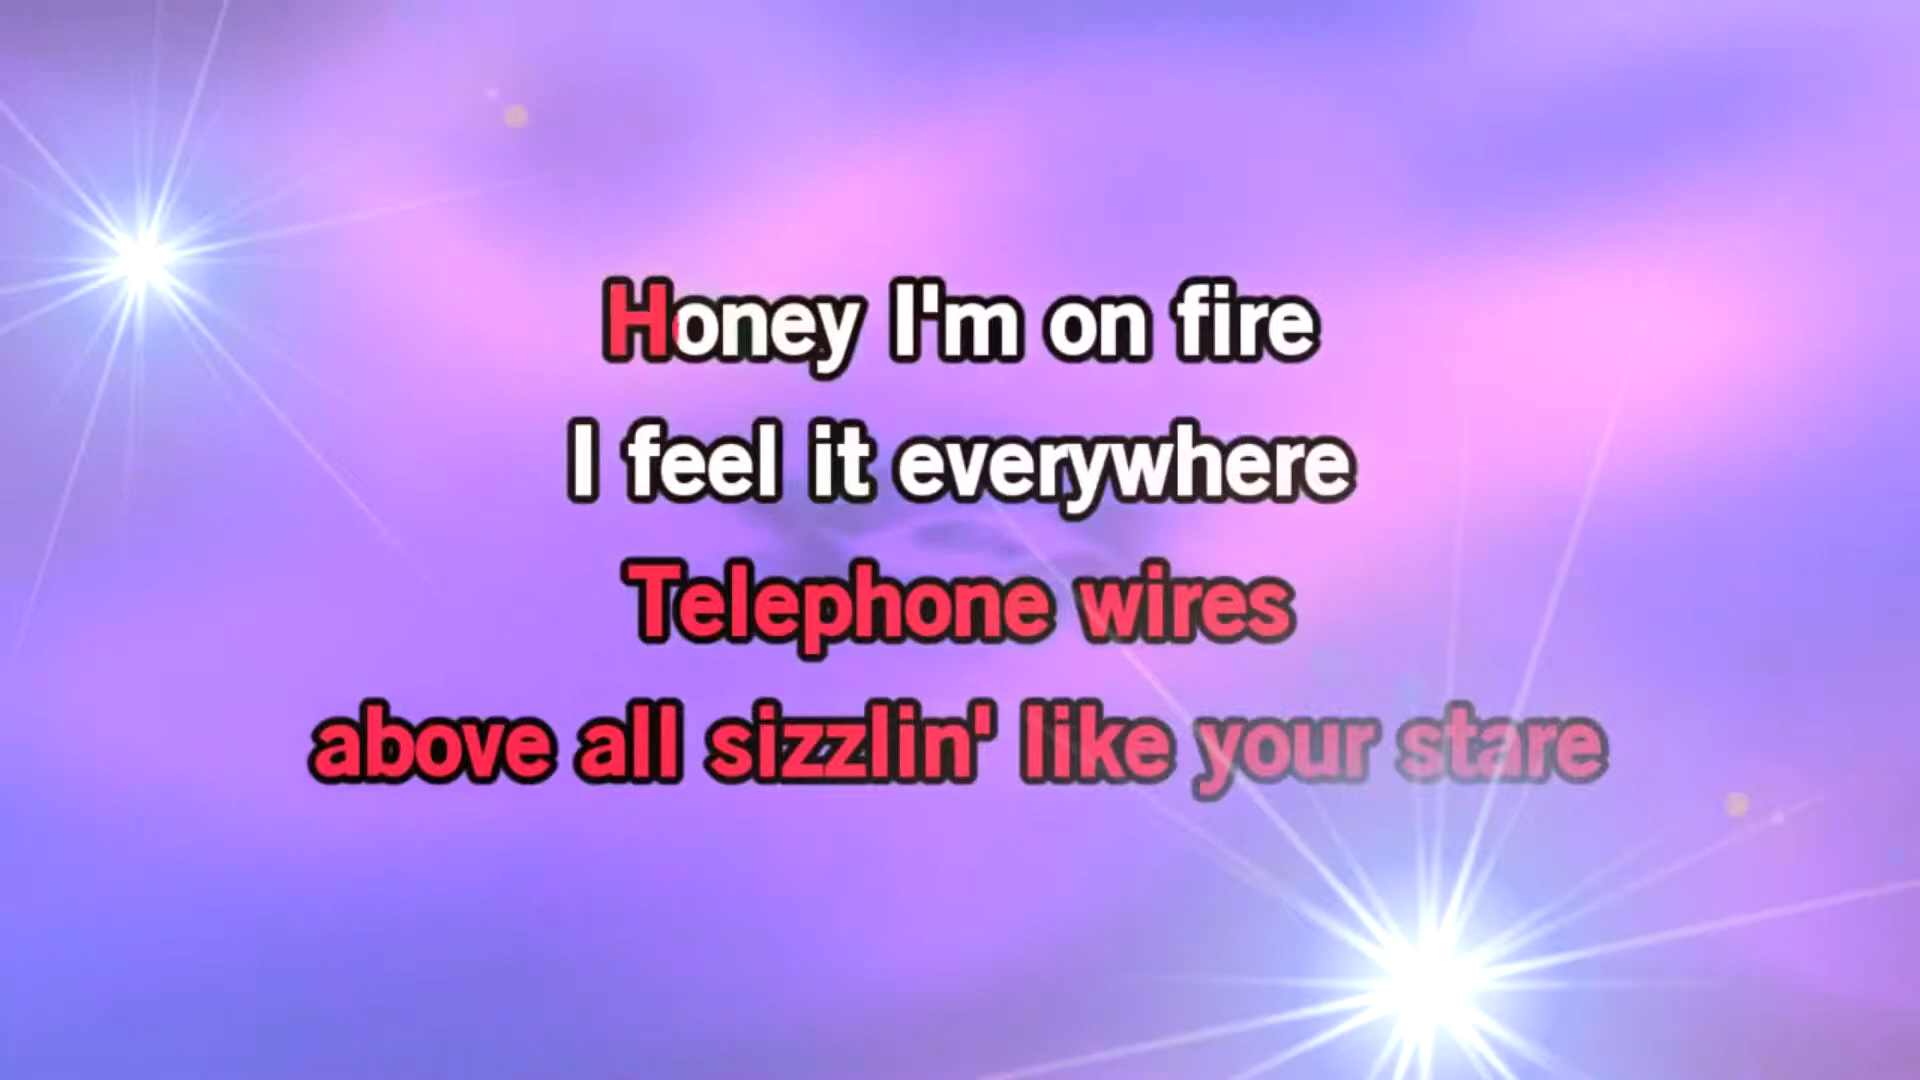 Honey I'm on fire
I feel it everywhere
Telephone wires
above all sizzlin' like your stare